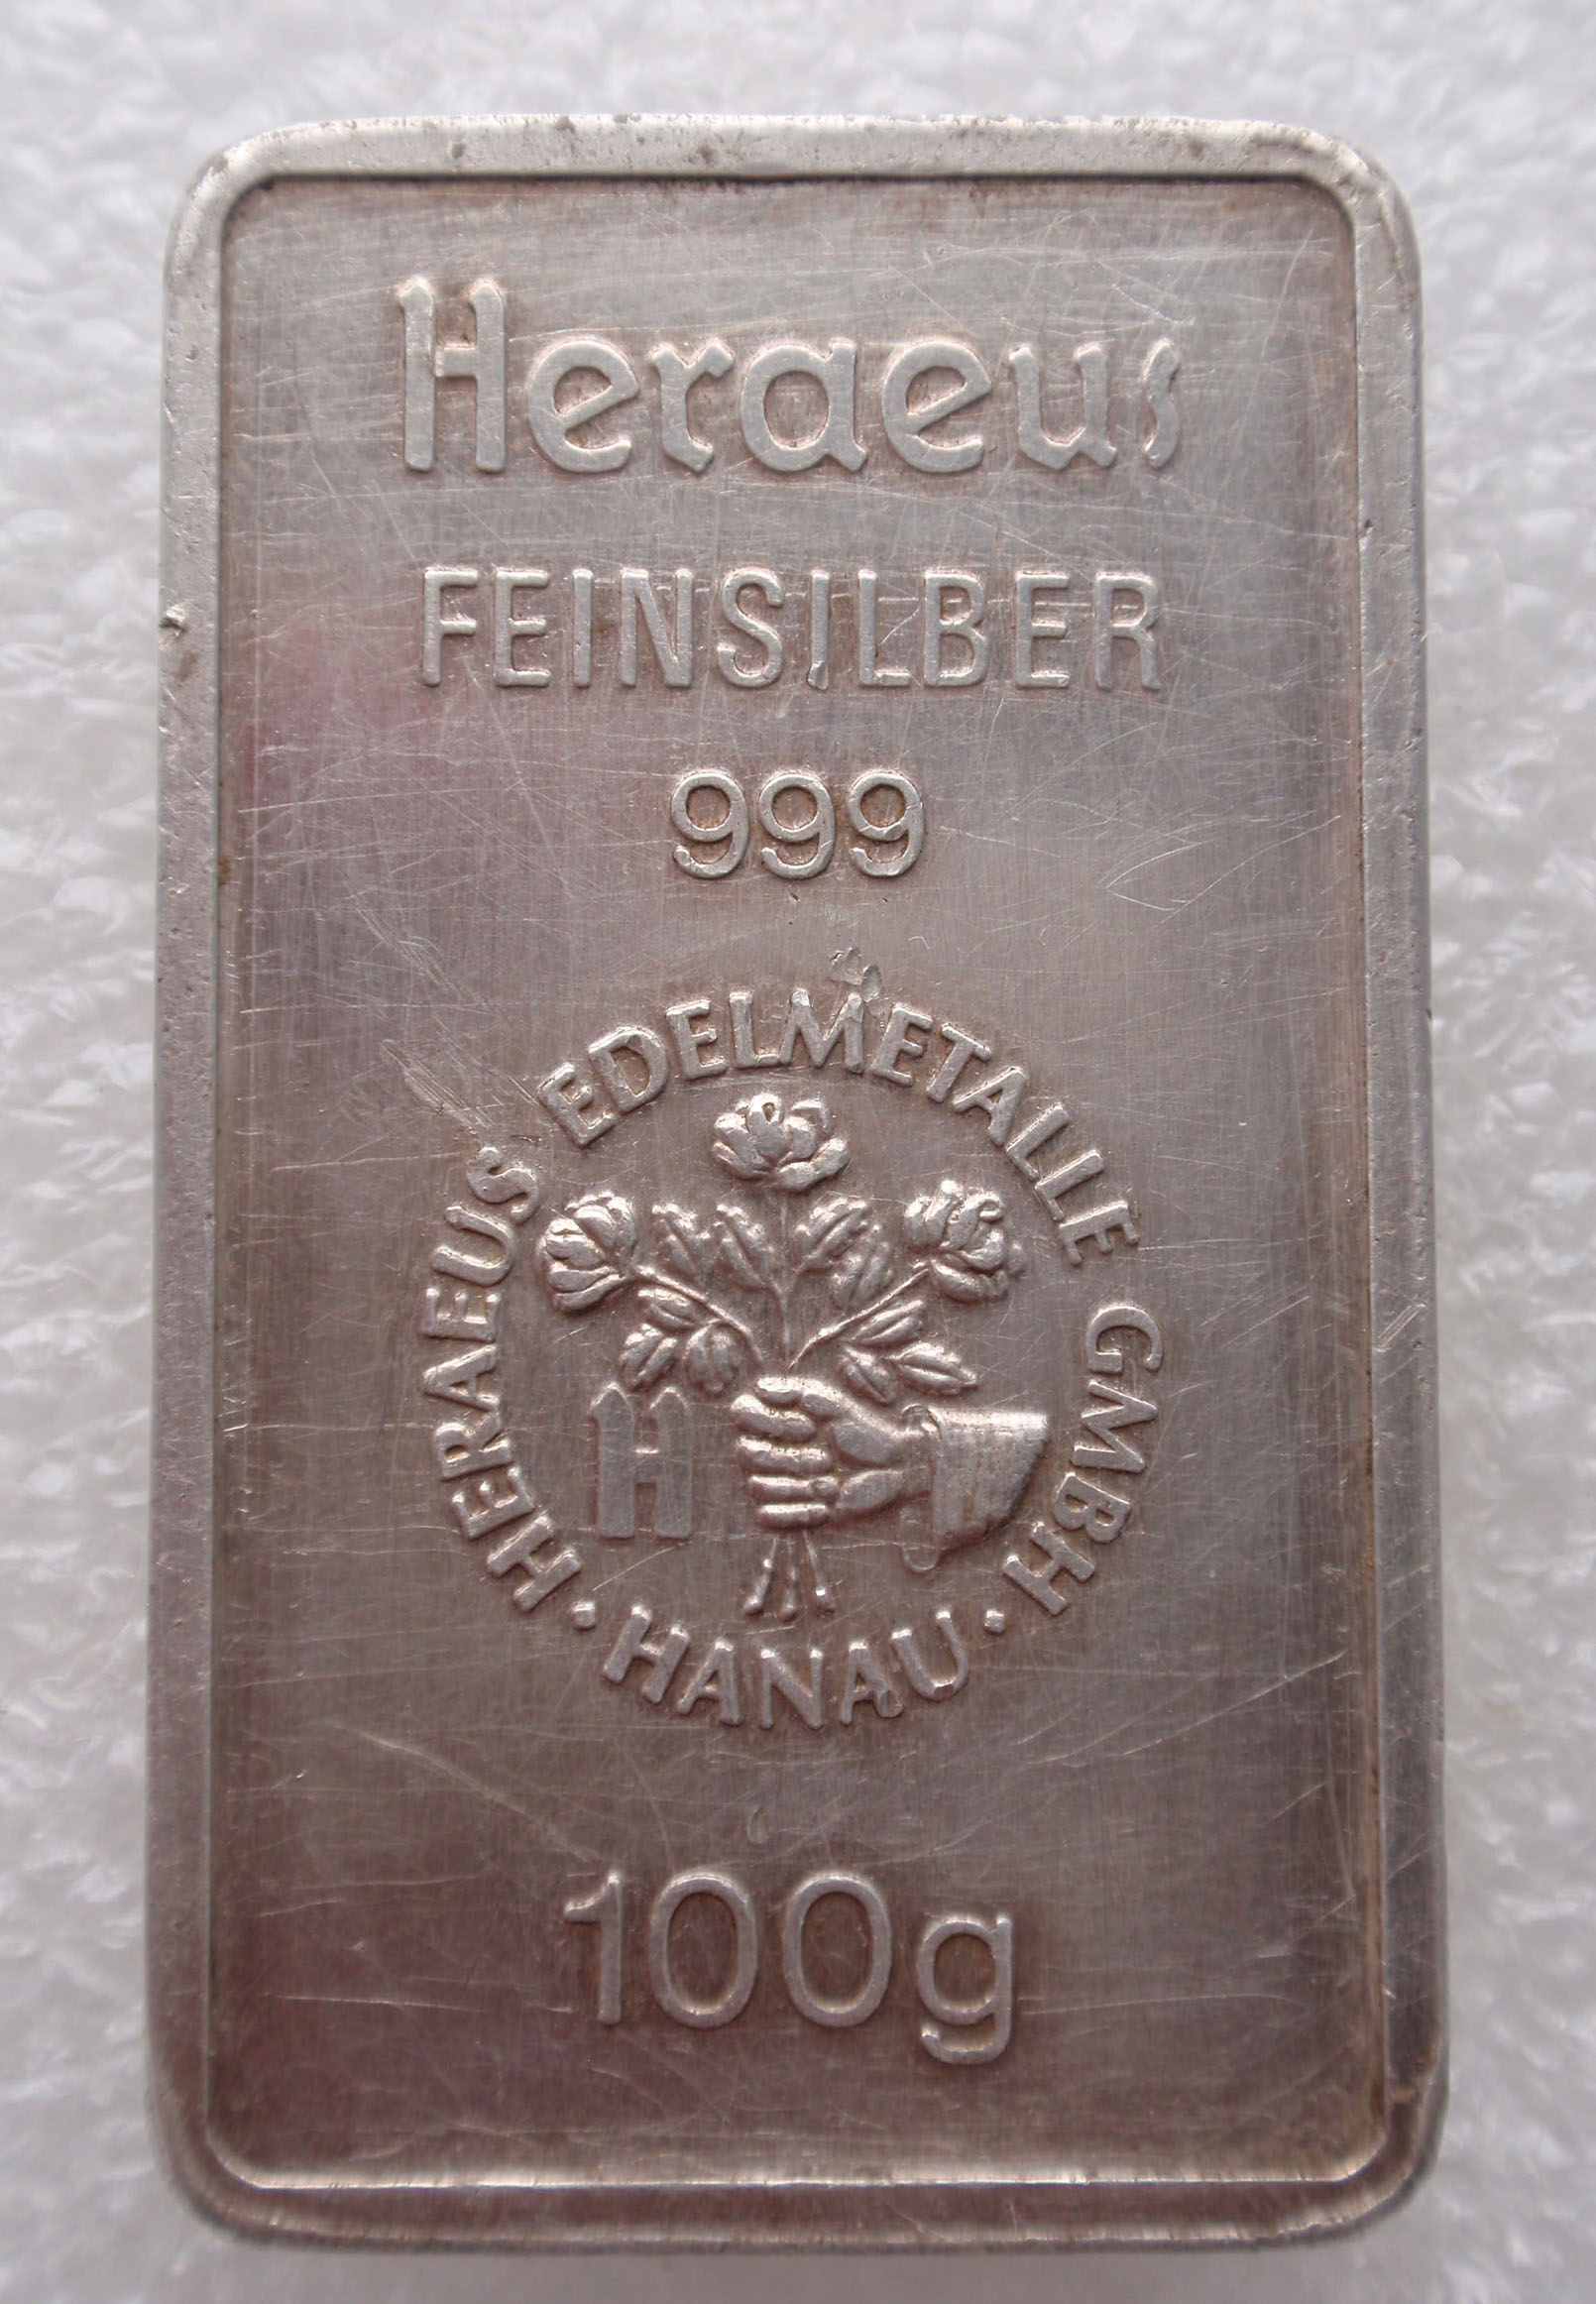 Heraeus
FEINSILBER
999
HERAEUS EDELMETALLE GMBH
H
· HANAU ·
100g